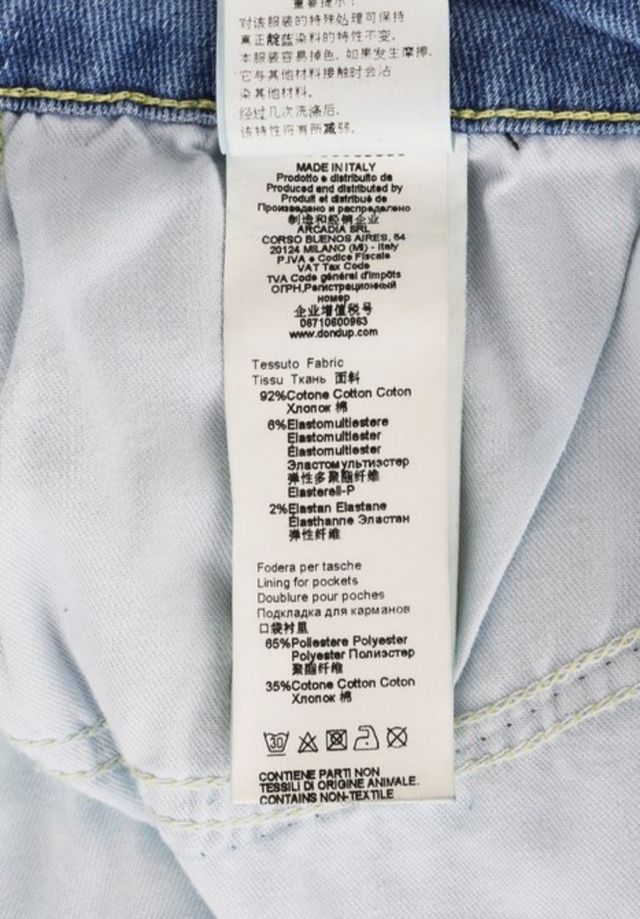 重要提示：
对该服装的特殊处理可保持
真正靛蓝染料的特性不变.
本服装容易掉色, 如果发生摩擦,
它与其他材料接触时会沾
染其他材料。
经过几次洗涤后,
该特性将有所减弱.
MADE IN ITALY
Prodotto e distribuito da
Produced and distributed by
Produit et distribué de
Произведено и распределено
制造和经销企业
ARCADIA SRL
CORSO BUENOS AIRES, 64
20124 MILANO (MI) - Italy
P.IVA e Codice Fiscale
VAT Tax Code
TVA Code général d'impôts
ОГРН,Регистрационный
номер
企业增值税号
06710600963
www.dondup.com
Tessuto Fabric
Tissu Ткань 面料
92%Cotone Cotton Coton
Хлопок 棉
6%Elastomultiestere
Elastomultiester
Élastomultiester
Эластомультиэстер
弹性多聚酯纤维
Elasterell-P
2%Elastan Elastane
Élasthanne Эластан
弹性纤维
Fodera per tasche
Lining for pockets
Doublure pour poches
Подкладка для карманов
口袋衬里
65%Poliestere Polyester
Polyester Полиэстер
聚酯纤维
35%Cotone Cotton Coton
Хлопок 棉
30
CONTIENE PARTI NON
TESSILI DI ORIGINE ANIMALE.
CONTAINS NON-TEXTILE